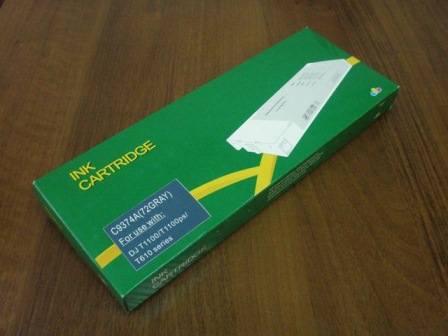 INK
CARTRIDGE
C9374A(72GRAY)
For use with:
DJ T1100/T1100ps/
T610 series
INK
CARTRIDGE